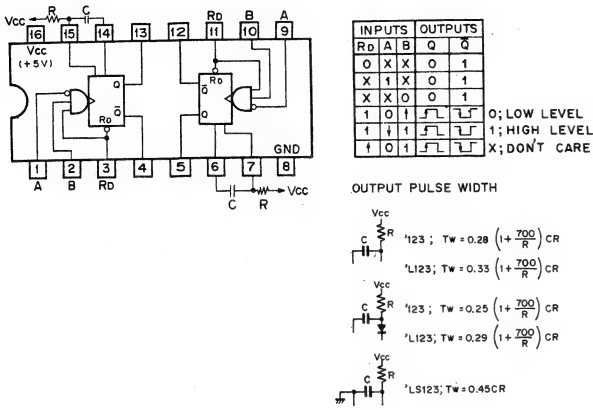 Vcc R C RD B A
16 15 14 13 12 11 10 9
Vcc
(+5V)
Q Q̅ RD
Q̅ Q RD
GND
1 2 3 4 5 6 7 8
A B RD C R Vcc
INPUTS OUTPUTS
RD A B Q Q̅
0 X X 0 1
X 1 X 0 1
X X 0 0 1
1 0 ↑
1 ↓ 1
↑ 0 1
0; LOW LEVEL
1; HIGH LEVEL
X; DON'T CARE
OUTPUT PULSE WIDTH
Vcc
R
C
'123; Tw = 0.28 (1 + 700/R) CR
'L123; Tw = 0.33 (1 + 700/R) CR
Vcc
R
C
'123; Tw = 0.25 (1 + 700/R) CR
'L123; Tw = 0.29 (1 + 700/R) CR
Vcc
R
C
'LS123; Tw = 0.45CR